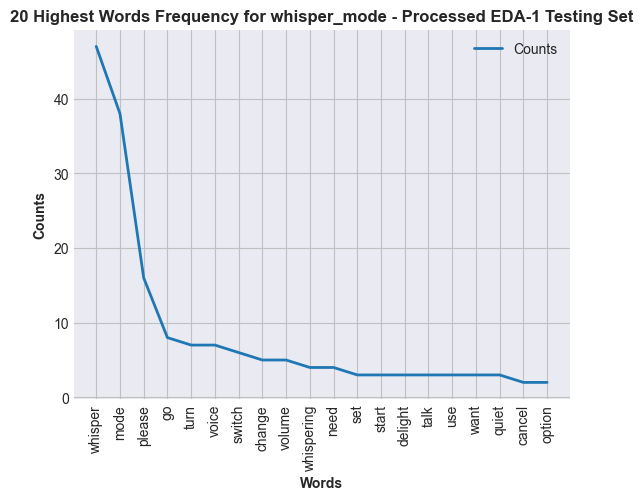 20 Highest Words Frequency for whisper_mode - Processed EDA-1 Testing Set
Counts
Counts
40
30
20
10
0
whisper
mode
please
go
turn
voice
switch
change
volume
whispering
need
set
start
delight
talk
use
want
quiet
cancel
option
Words